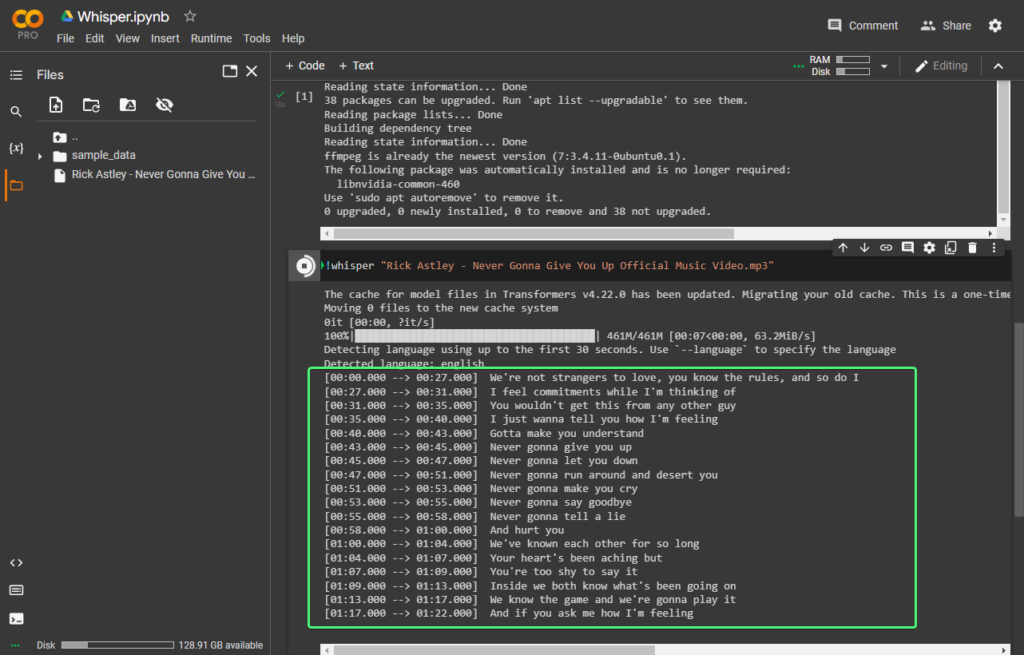 PRO
Whisper.ipynb
File Edit View Insert Runtime Tools Help
Comment
Share
Files
..
sample_data
Rick Astley - Never Gonna Give You ...
{x}
<>
Disk 128.91 GB available
+ Code + Text
RAM
Disk
Editing
[1]
18s
Reading state information... Done
38 packages can be upgraded. Run 'apt list --upgradable' to see them.
Reading package lists... Done
Building dependency tree
Reading state information... Done
ffmpeg is already the newest version (7:3.4.11-0ubuntu0.1).
The following package was automatically installed and is no longer required:
libnvidia-common-460
Use 'sudo apt autoremove' to remove it.
0 upgraded, 0 newly installed, 0 to remove and 38 not upgraded.
!whisper "Rick Astley - Never Gonna Give You Up Official Music Video.mp3"
The cache for model files in Transformers v4.22.0 has been updated. Migrating your old cache. This is a one-time
Moving 0 files to the new cache system
0it [00:00, ?it/s]
100%| | 461M/461M [00:07<00:00, 63.2MiB/s]
Detecting language using up to the first 30 seconds. Use `--language` to specify the language
Detected language: english
[00:00.000 --> 00:27.000] We're not strangers to love, you know the rules, and so do I
[00:27.000 --> 00:31.000] I feel commitments while I'm thinking of
[00:31.000 --> 00:35.000] You wouldn't get this from any other guy
[00:35.000 --> 00:40.000] I just wanna tell you how I'm feeling
[00:40.000 --> 00:43.000] Gotta make you understand
[00:43.000 --> 00:45.000] Never gonna give you up
[00:45.000 --> 00:47.000] Never gonna let you down
[00:47.000 --> 00:51.000] Never gonna run around and desert you
[00:51.000 --> 00:53.000] Never gonna make you cry
[00:53.000 --> 00:55.000] Never gonna say goodbye
[00:55.000 --> 00:58.000] Never gonna tell a lie
[00:58.000 --> 01:00.000] And hurt you
[01:00.000 --> 01:04.000] We've known each other for so long
[01:04.000 --> 01:07.000] Your heart's been aching but
[01:07.000 --> 01:09.000] You're too shy to say it
[01:09.000 --> 01:13.000] Inside we both know what's been going on
[01:13.000 --> 01:17.000] We know the game and we're gonna play it
[01:17.000 --> 01:22.000] And if you ask me how I'm feeling